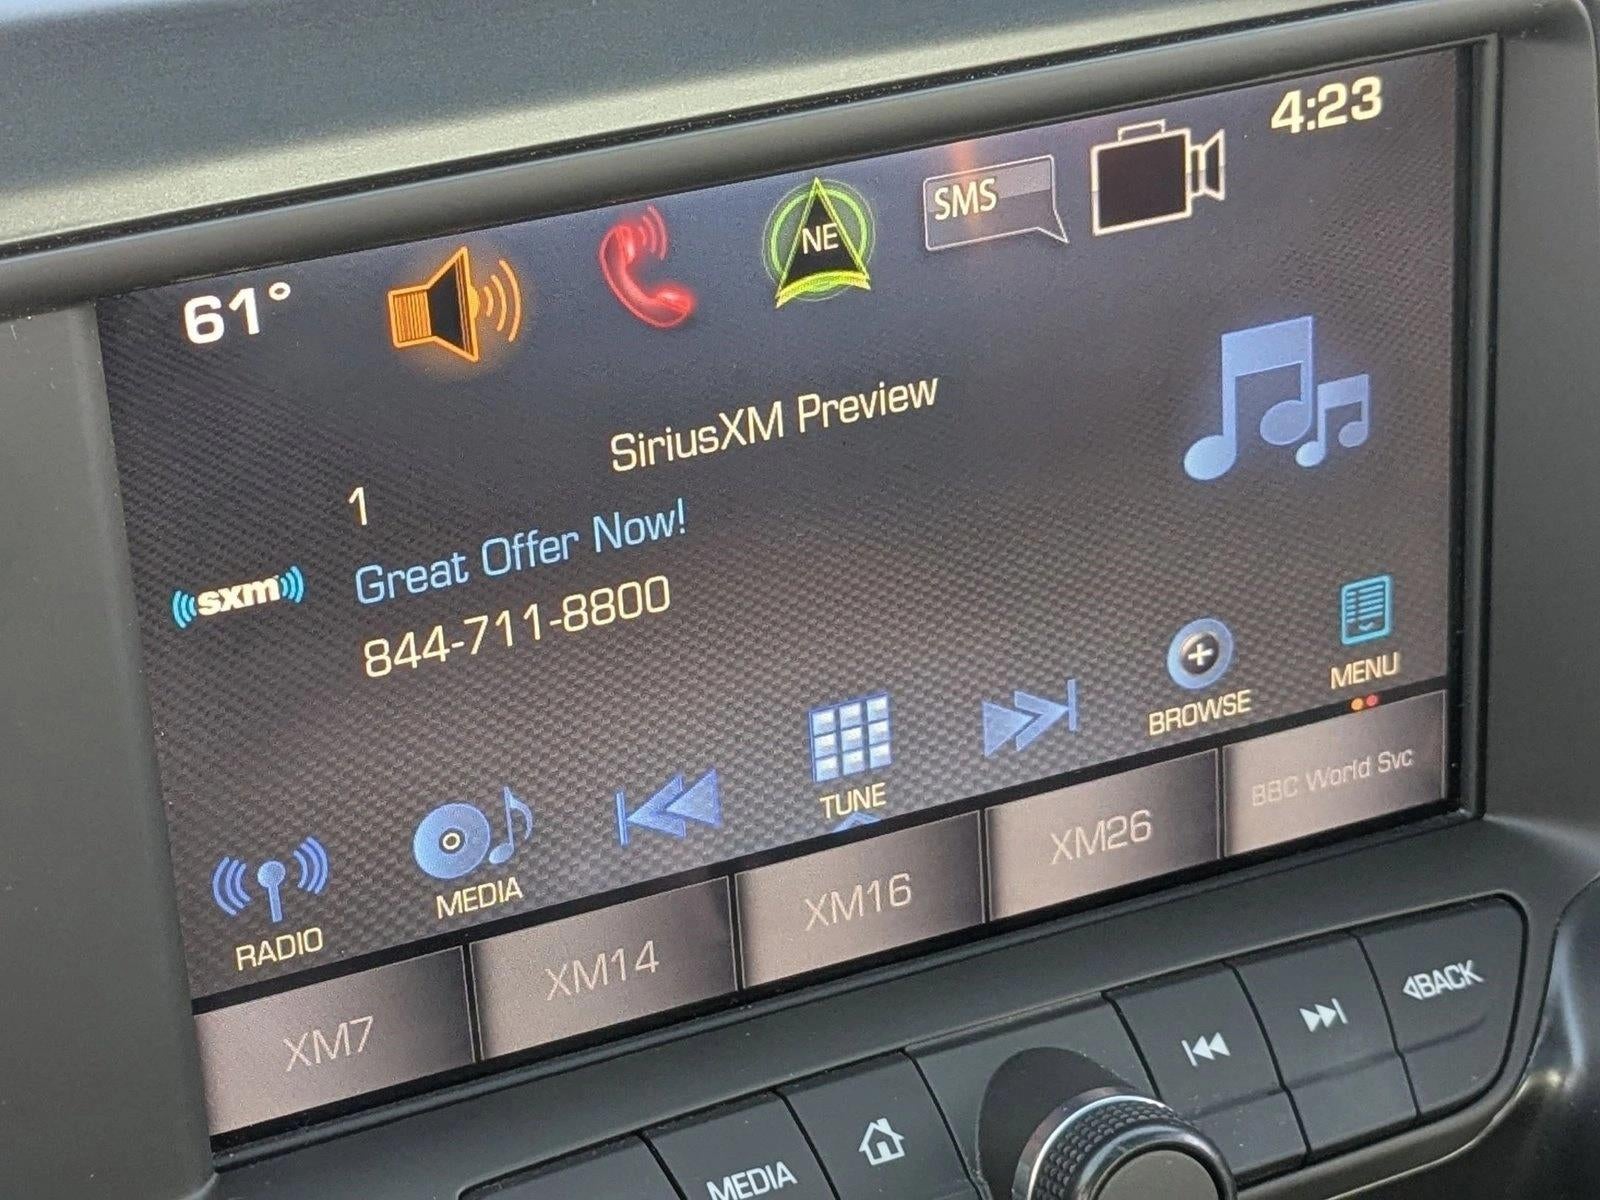 61°
NE
SMS
4:23
SiriusXM Preview
1
Great Offer Now!
sxm
844-711-8800
RADIO
MEDIA
TUNE
BROWSE
MENU
XM7
XM14
XM16
XM26
BBC World Svc
MEDIA
BACK